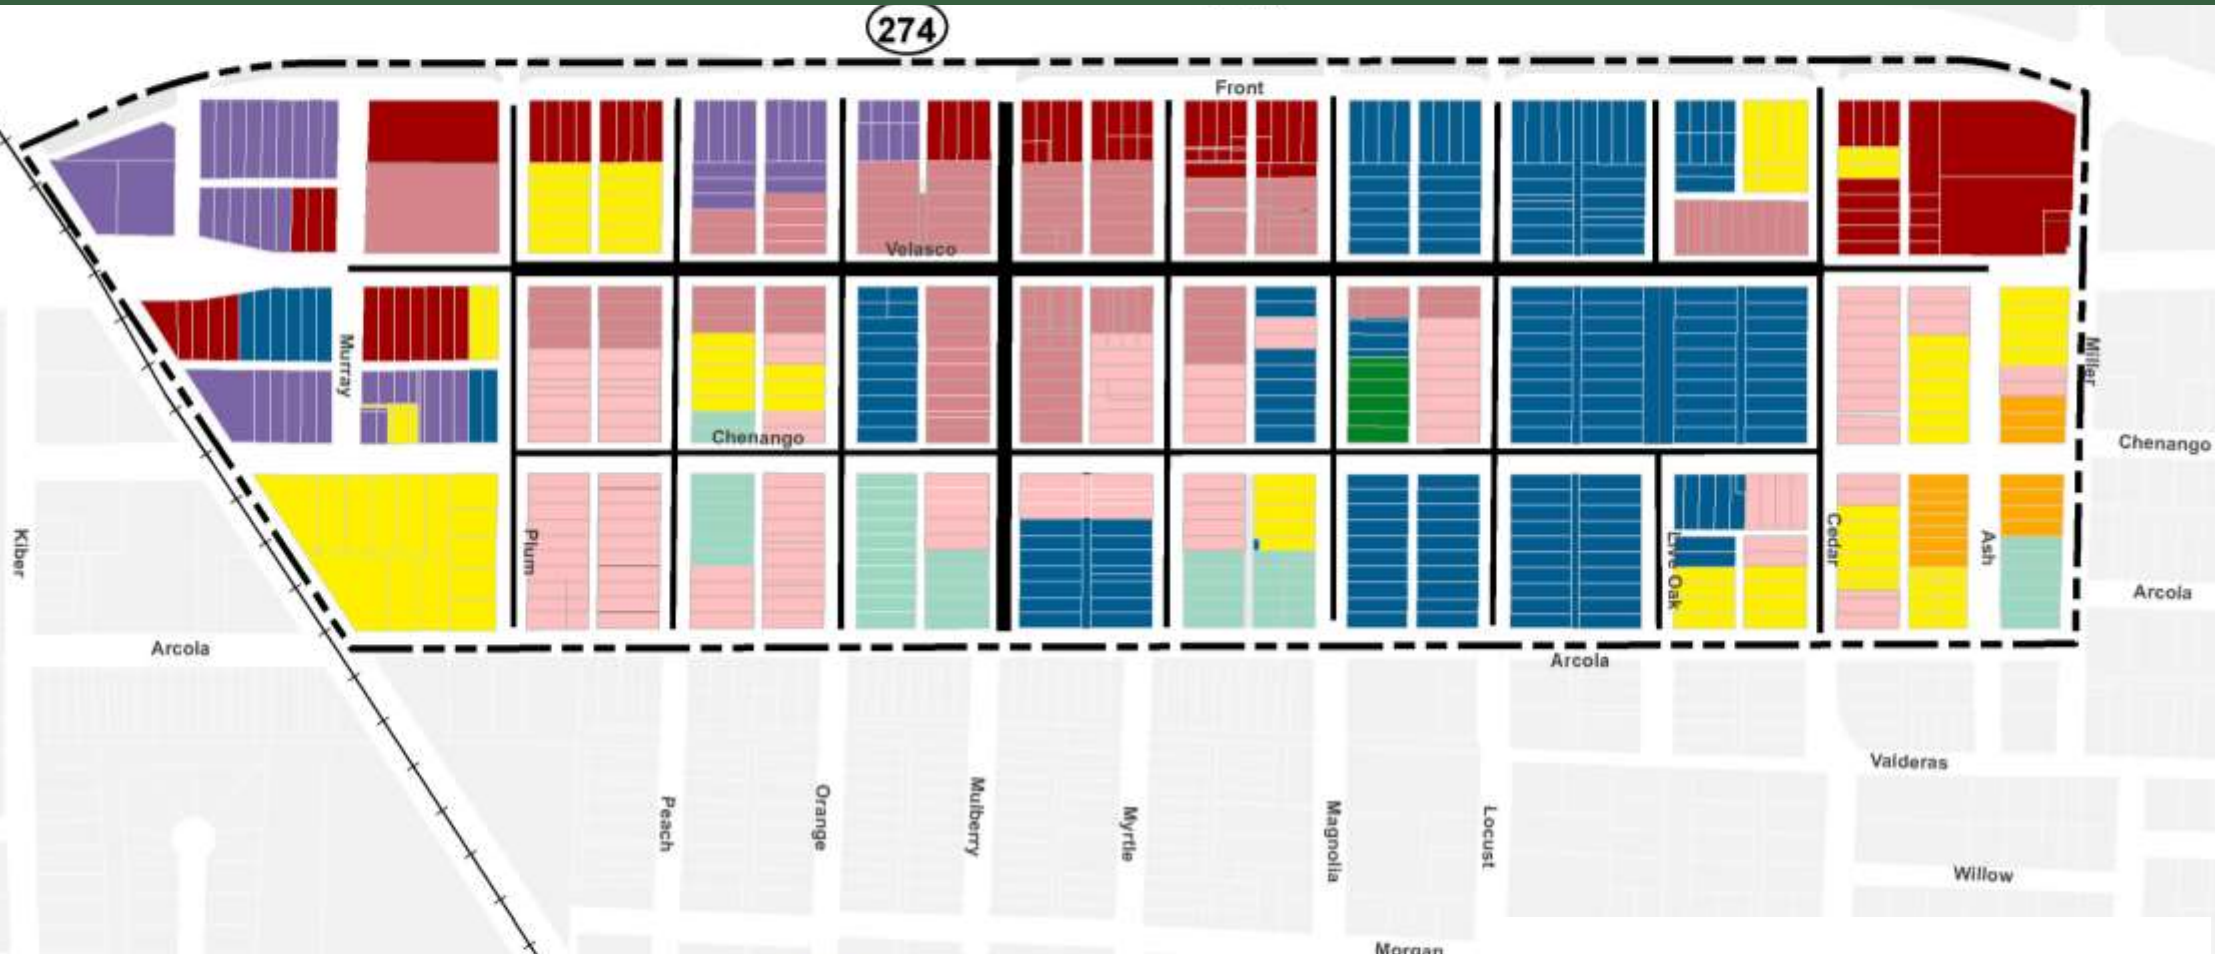 274
Front
Velasco
Murray
Miller
Chenango
Chenango
Kiber
Plum
Live Oak
Cedar
Ash
Arcola
Arcola
Arcola
Valderas
Peach
Orange
Mulberry
Myrtle
Magnolia
Locust
Willow
Morgan